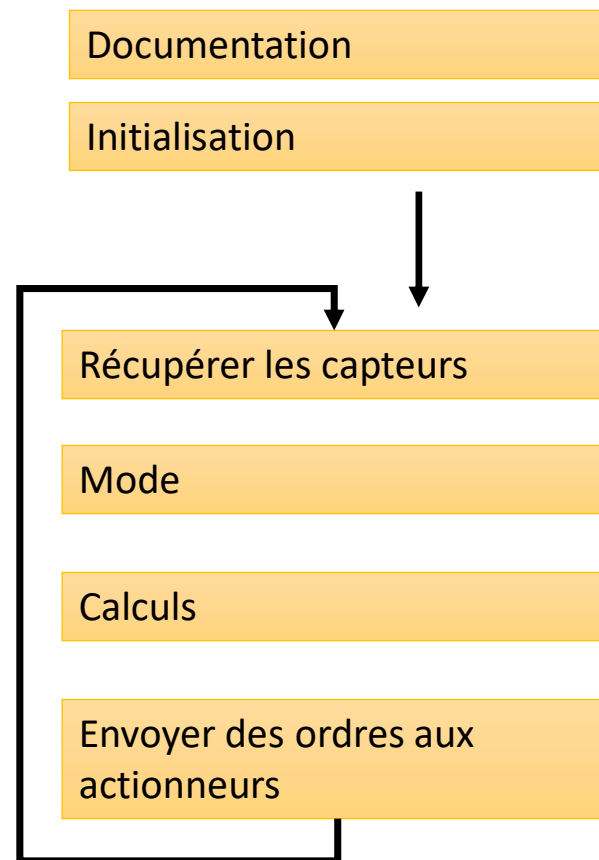 Documentation
Initialisation
Récupérer les capteurs
Mode
Calculs
Envoyer des ordres aux
actionneurs